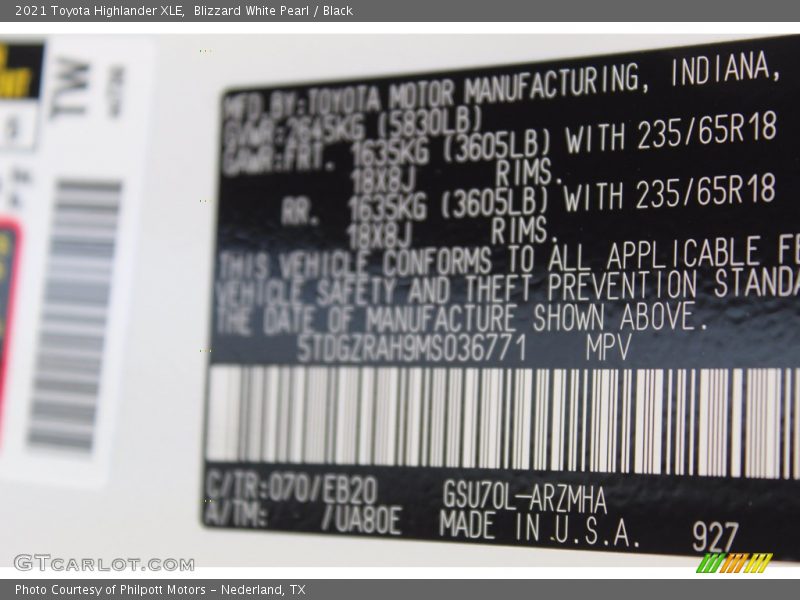 2021 Toyota Highlander XLE,  Blizzard White Pearl / Black
TW
MFD BY:TOYOTA MOTOR MANUFACTURING, INDIANA,
GVWR:2645KG (5830LB)
GAWR:FRT. 1635KG (3605LB) WITH 235/65R18
18X8J RIMS.
RR. 1635KG (3605LB) WITH 235/65R18
18X8J RIMS.
THIS VEHICLE CONFORMS TO ALL APPLICABLE FE
VEHICLE SAFETY AND THEFT PREVENTION STANDA
THE DATE OF MANUFACTURE SHOWN ABOVE.
5TDGZRAH9MS036771 MPV
C/TR:070/EB20 GSU70L-ARZMHA
A/TM: /UA80E MADE IN U.S.A. 927
GTcarlot.com
Photo Courtesy of Philpott Motors - Nederland, TX